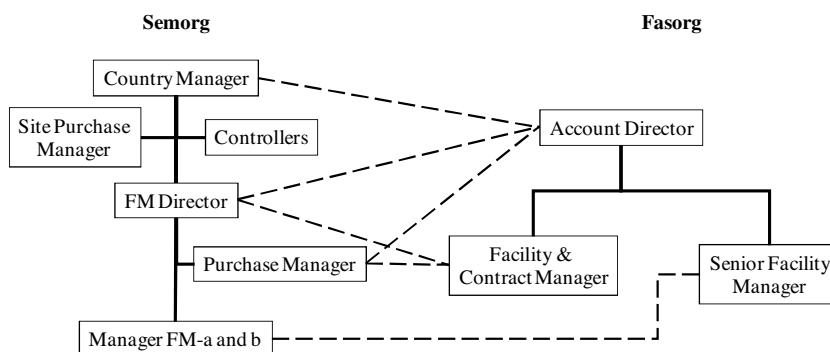 Semorg
Fasorg
Country Manager
Site Purchase
Manager
Controllers
Account Director
FM Director
Purchase Manager
Facility &
Contract Manager
Senior Facility
Manager
Manager FM-a and b